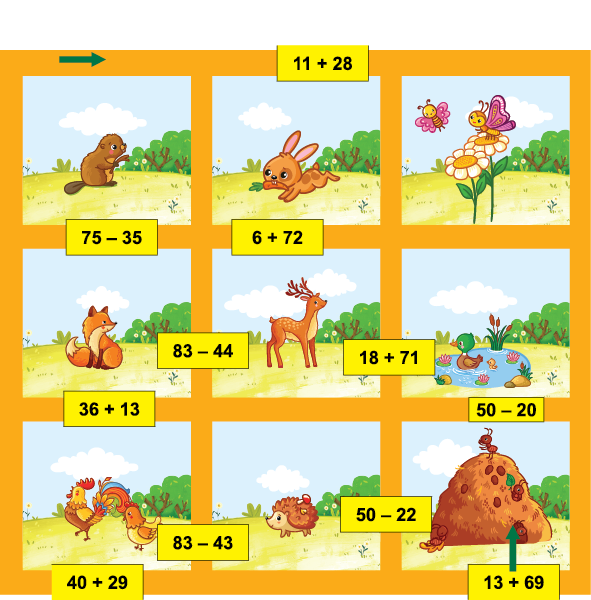 11 + 28
75 – 35
6 + 72
83 – 44
18 + 71
36 + 13
50 – 20
50 – 22
83 – 43
40 + 29
13 + 69